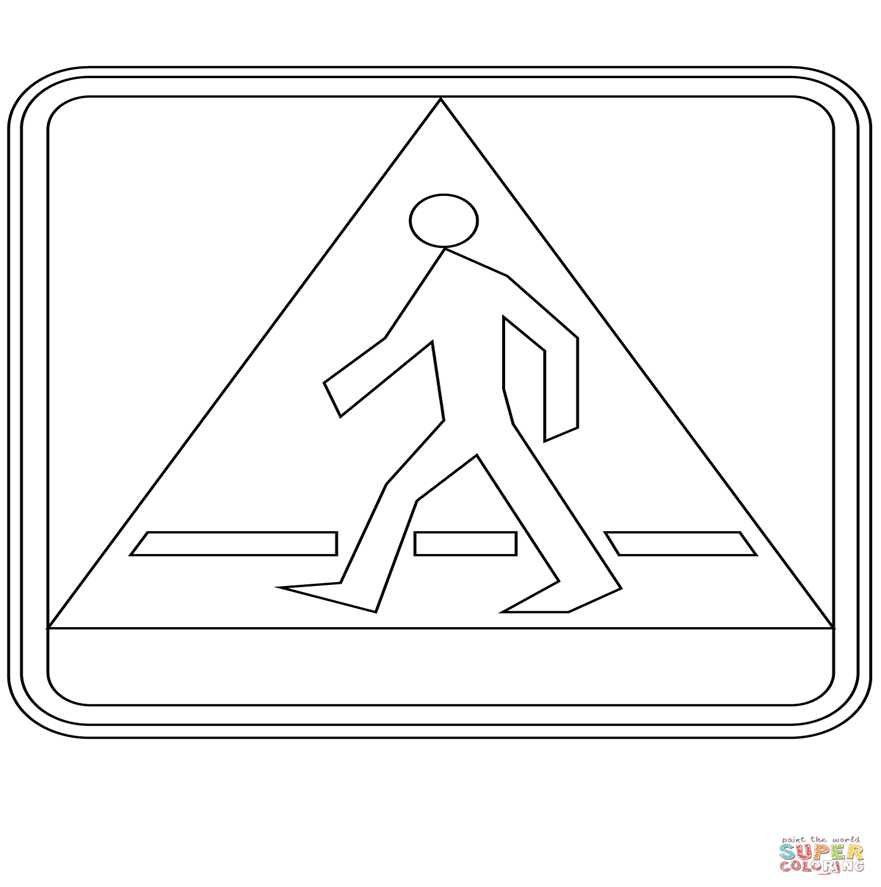 paint the world
SUPER
COLORING